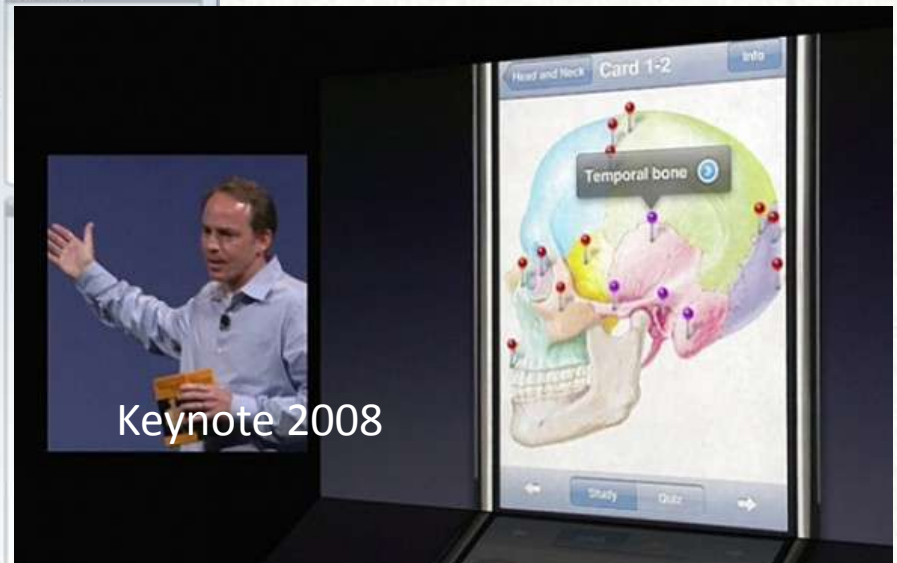 Head and Neck Card 1-2 Info
Temporal bone
Keynote 2008
Study Quiz